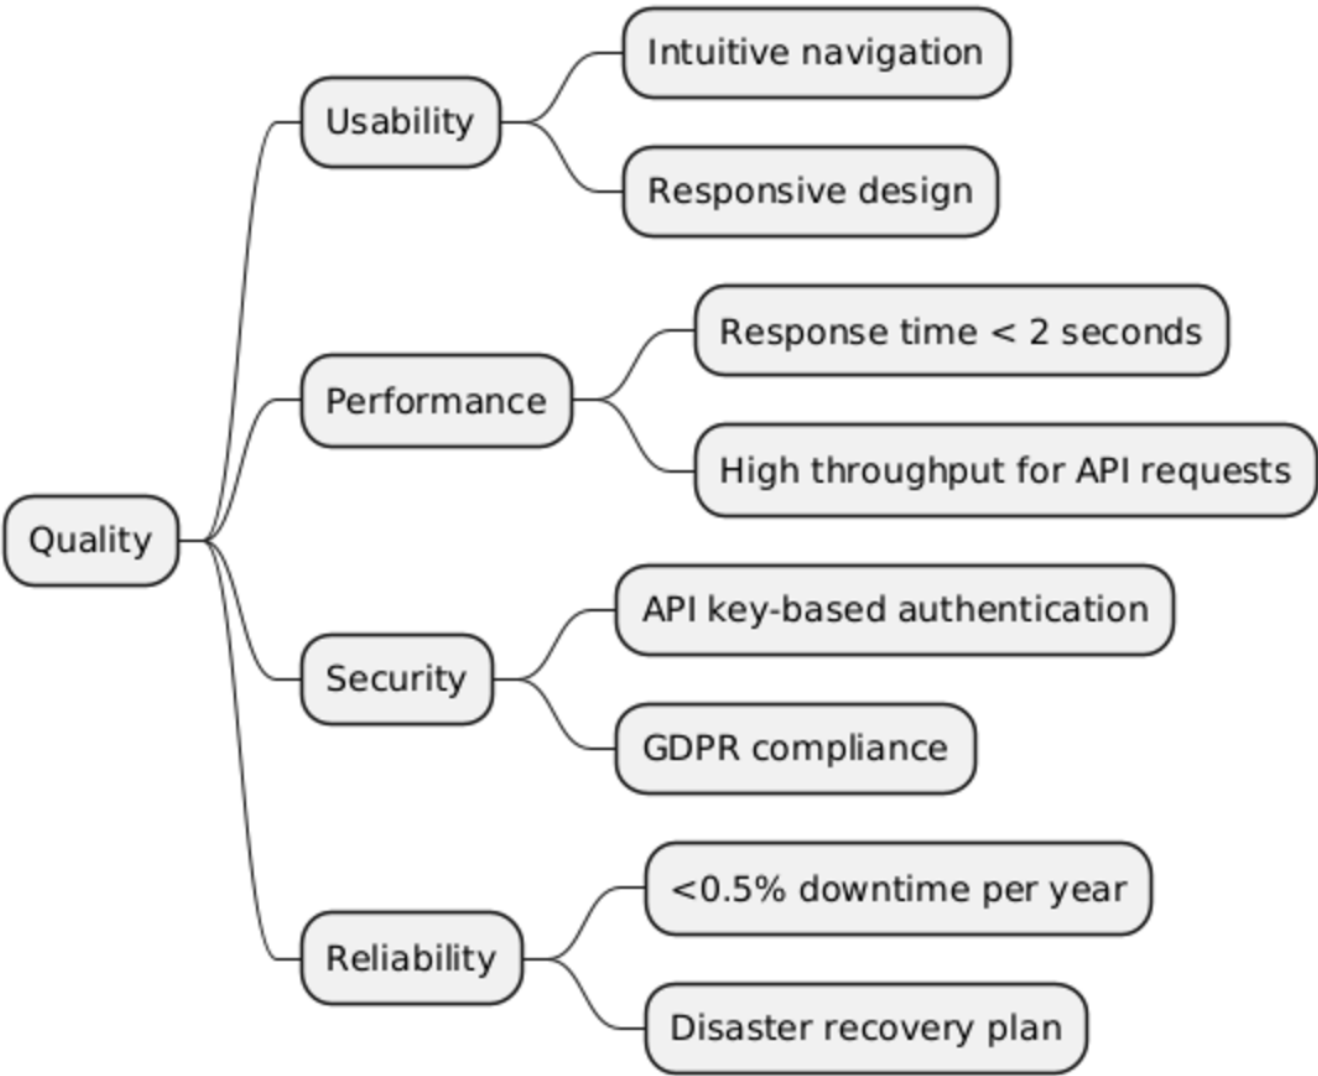 Quality
Usability
Intuitive navigation
Responsive design
Performance
Response time < 2 seconds
High throughput for API requests
Security
API key-based authentication
GDPR compliance
Reliability
<0.5% downtime per year
Disaster recovery plan